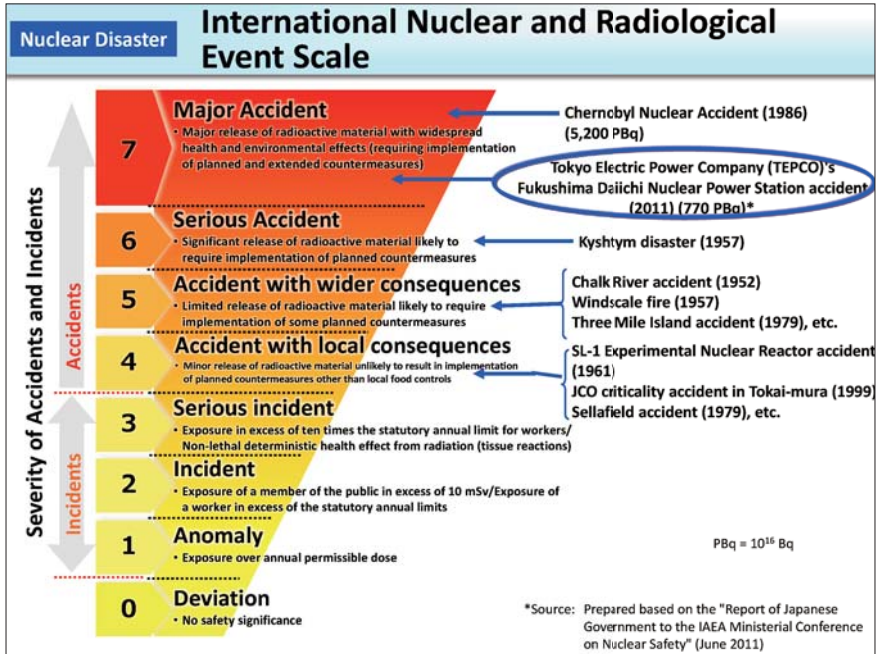 Nuclear Disaster
International Nuclear and Radiological
Event Scale
Severity of Accidents and Incidents
Accidents
Incidents
7
Major Accident
• Major release of radioactive material with widespread
health and environmental effects (requiring implementation
of planned and extended countermeasures)
Chernobyl Nuclear Accident (1986)
(5,200 PBq)
Tokyo Electric Power Company (TEPCO)'s
Fukushima Daiichi Nuclear Power Station accident
(2011) (770 PBq)*
6
Serious Accident
• Significant release of radioactive material likely to
require implementation of planned countermeasures
Kyshtym disaster (1957)
5
Accident with wider consequences
• Limited release of radioactive material likely to require
implementation of some planned countermeasures
Chalk River accident (1952)
Windscale fire (1957)
Three Mile Island accident (1979), etc.
4
Accident with local consequences
• Minor release of radioactive material unlikely to result in implementation
of planned countermeasures other than local food controls
SL-1 Experimental Nuclear Reactor accident
(1961)
JCO criticality accident in Tokai-mura (1999)
Sellafield accident (1979), etc.
3
Serious incident
• Exposure in excess of ten times the statutory annual limit for workers/
Non-lethal deterministic health effect from radiation (tissue reactions)
2
Incident
• Exposure of a member of the public in excess of 10 mSv/Exposure of
a worker in excess of the statutory annual limits
1
Anomaly
• Exposure over annual permissible dose
PBq = 10¹⁶ Bq
0
Deviation
• No safety significance
*Source: Prepared based on the "Report of Japanese
Government to the IAEA Ministerial Conference
on Nuclear Safety" (June 2011)